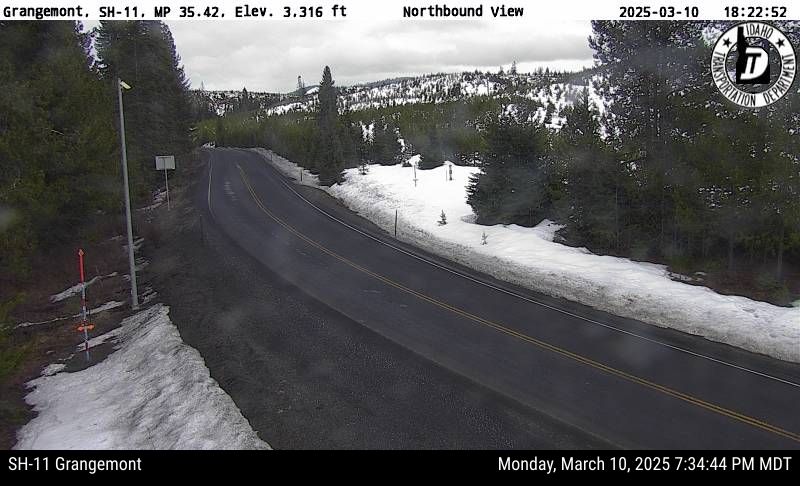 Grangemont, SH-11, MP 35.42, Elev. 3,316 ft Northbound View 2025-03-10 18:22:52
IDAHO
TRANSPORTATION DEPARTMENT
SH-11 Grangemont Monday, March 10, 2025 7:34:44 PM MDT